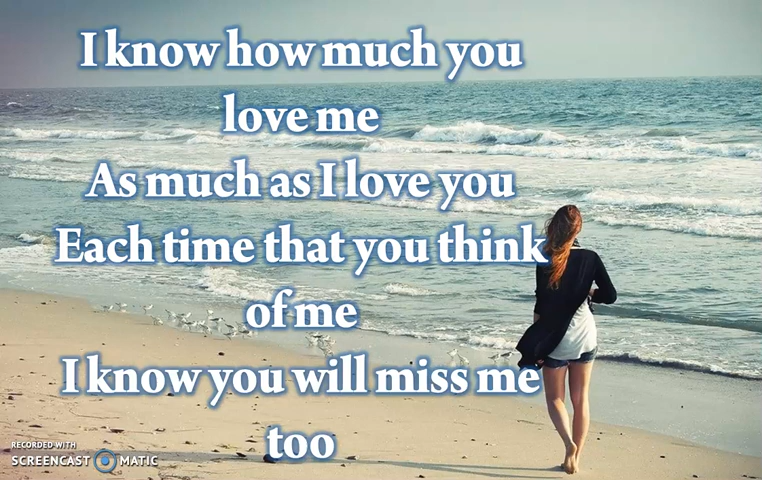 I know how much you
love me
As much as I love you
Each time that you think
of me
I know you will miss me
too
RECORDED WITH
SCREENCAST MATIC